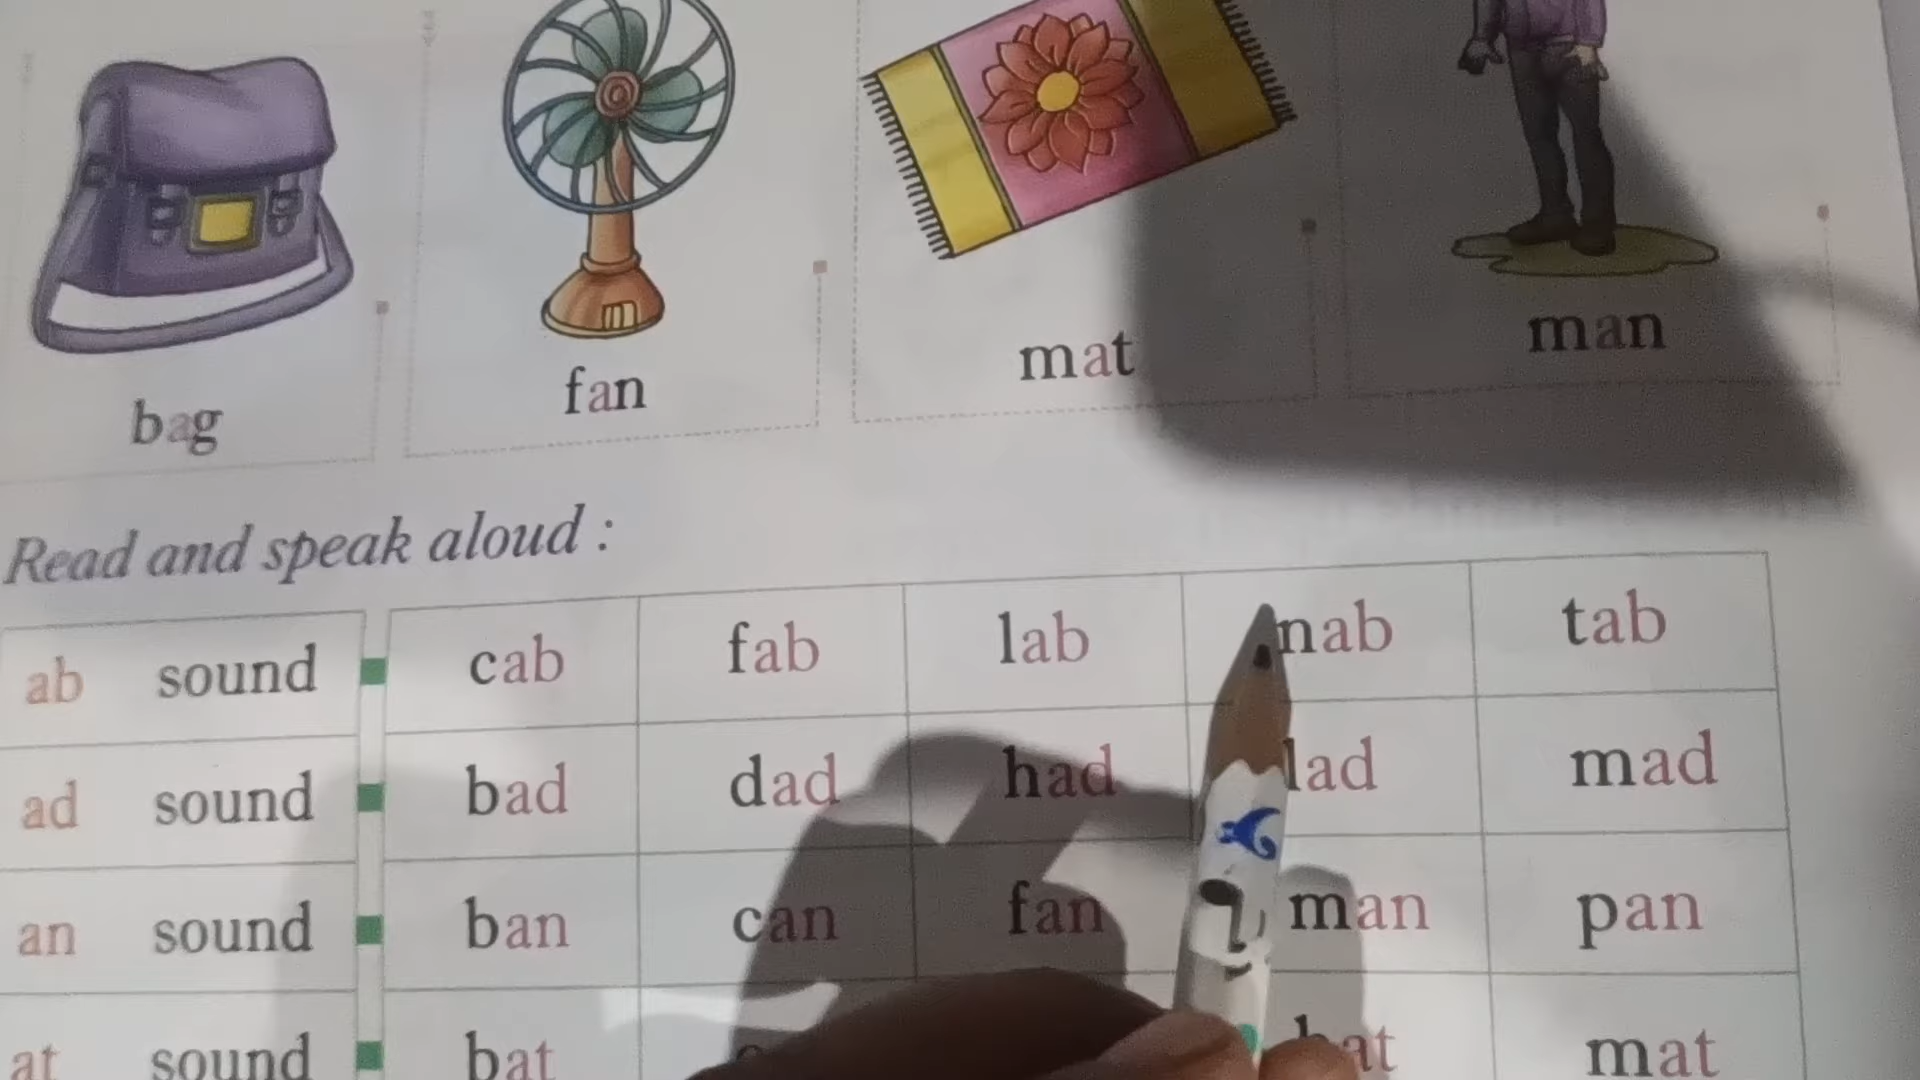 bag fan mat man
Read and speak aloud :
ab sound cab fab lab nab tab
ad sound bad dad had lad mad
an sound ban can fan man pan
at sound bat mat